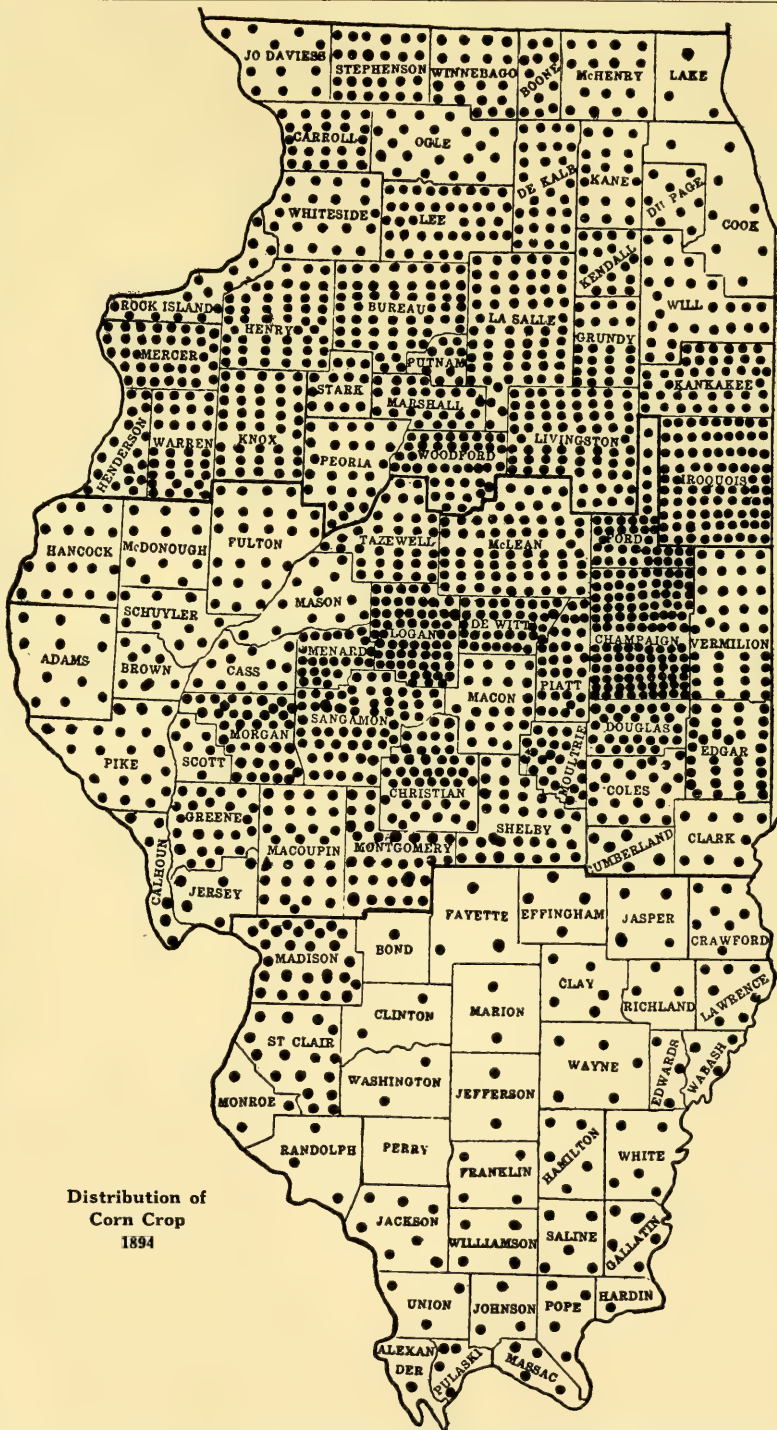 JO DAVIESS
STEPHENSON
WINNEBAGO
BOONE
McHENRY
LAKE
CARROLL
OGLE
DE KALB
KANE
DU PAGE
COOK
WHITESIDE
LEE
KENDALL
WILL
ROCK ISLAND
HENRY
BUREAU
LA SALLE
GRUNDY
MERCER
PUTNAM
KANKAKEE
STARK
MARSHALL
HENDERSON
WARREN
KNOX
PEORIA
WOODFORD
LIVINGSTON
IROQUOIS
HANCOCK
McDONOUGH
FULTON
TAZEWELL
McLEAN
FORD
SCHUYLER
MASON
LOGAN
DE WITT
CHAMPAIGN
VERMILION
ADAMS
BROWN
CASS
MENARD
MACON
PIATT
PIKE
SCOTT
MORGAN
SANGAMON
MOULTRIE
DOUGLAS
EDGAR
CHRISTIAN
COLES
CALHOUN
GREENE
MACOUPIN
MONTGOMERY
SHELBY
CUMBERLAND
CLARK
JERSEY
FAYETTE
EFFINGHAM
JASPER
CRAWFORD
MADISON
BOND
CLAY
RICHLAND
LAWRENCE
ST CLAIR
CLINTON
MARION
WAYNE
EDWARDS
WABASH
MONROE
WASHINGTON
JEFFERSON
RANDOLPH
PERRY
FRANKLIN
HAMILTON
WHITE
Distribution of
Corn Crop
1894
JACKSON
WILLIAMSON
SALINE
GALLATIN
UNION
JOHNSON
POPE
HARDIN
ALEXAN
DER
PULASKI
MASSAC